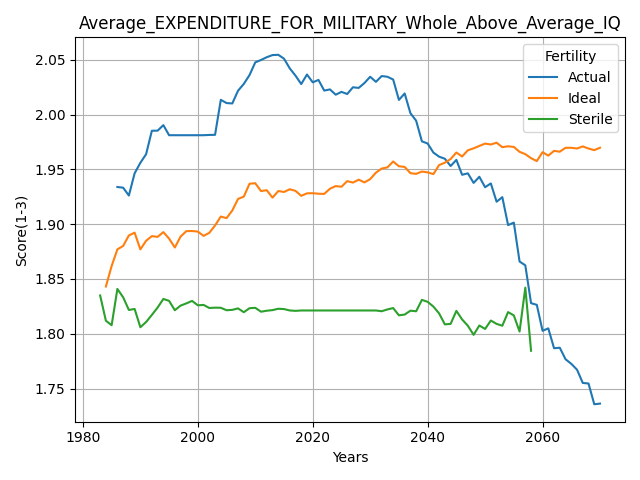 Average_EXPENDITURE_FOR_MILITARY_Whole_Above_Average_IQ
Fertility
Actual
Ideal
Sterile
Score(1-3)
2.05
2.00
1.95
1.90
1.85
1.80
1.75
1980
2000
2020
2040
2060
Years